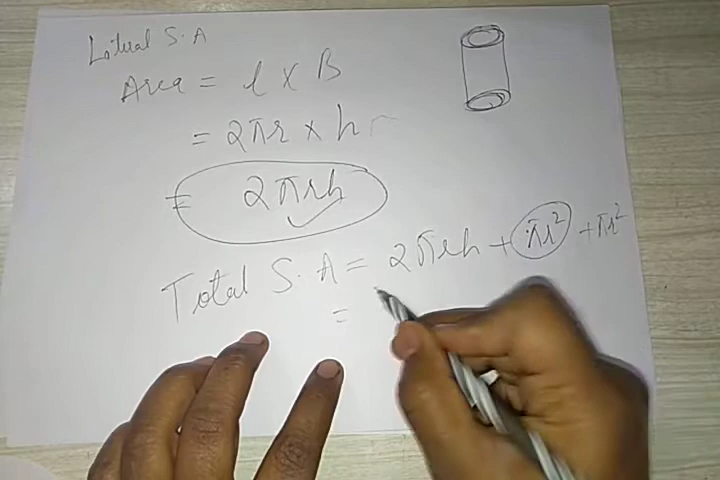 Lateral S.A
Area = l × B
= 2πr × h
= 2πrh
Total S.A = 2πrh + πr² + πr²
=